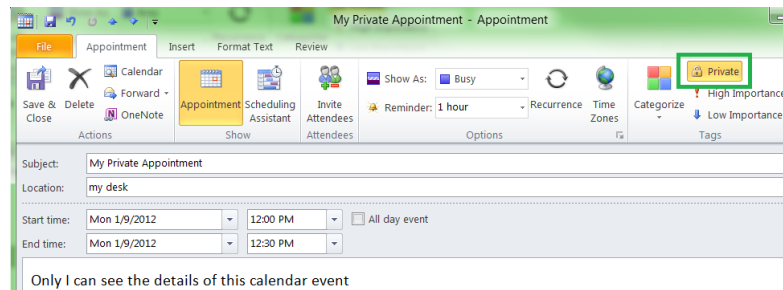 My Private Appointment - Appointment
File Appointment Insert Format Text Review
Save & Close
Delete
Calendar
Forward
OneNote
Actions
Appointment
Scheduling Assistant
Show
Invite Attendees
Attendees
Show As: Busy
Reminder: 1 hour
Recurrence
Time Zones
Options
Categorize
Private
High Importance
Low Importance
Tags
Subject: My Private Appointment
Location: my desk
Start time: Mon 1/9/2012 12:00 PM All day event
End time: Mon 1/9/2012 12:30 PM
Only I can see the details of this calendar event